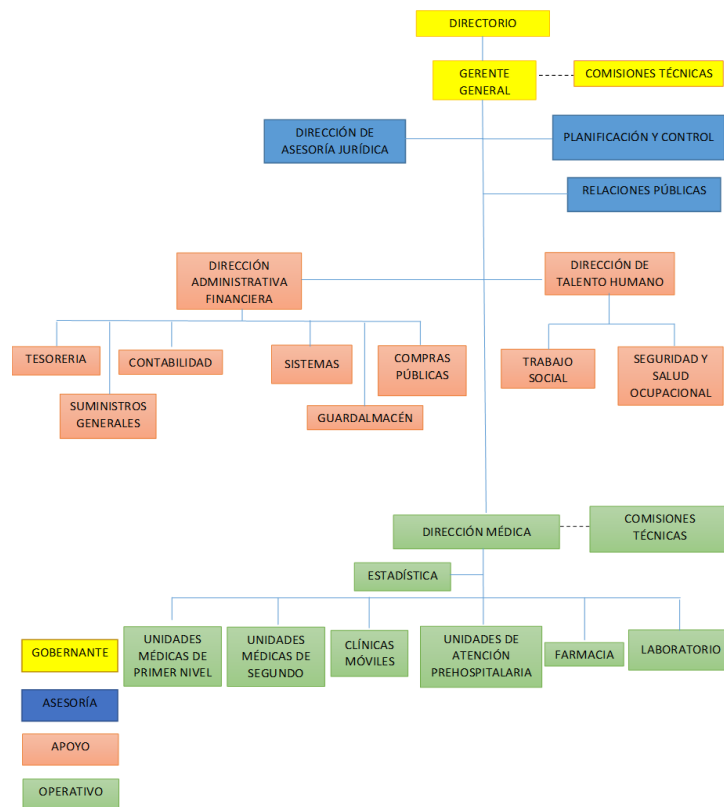 DIRECTORIO
GERENTE
GENERAL
COMISIONES TÉCNICAS
DIRECCIÓN DE
ASESORÍA JURÍDICA
PLANIFICACIÓN Y CONTROL
RELACIONES PÚBLICAS
DIRECCIÓN
ADMINISTRATIVA
FINANCIERA
DIRECCIÓN DE
TALENTO HUMANO
TESORERIA
CONTABILIDAD
SISTEMAS
COMPRAS
PÚBLICAS
TRABAJO
SOCIAL
SEGURIDAD Y
SALUD
OCUPACIONAL
SUMINISTROS
GENERALES
GUARDALMACÉN
DIRECCIÓN MÉDICA
COMISIONES
TÉCNICAS
ESTADÍSTICA
UNIDADES
MÉDICAS DE
PRIMER NIVEL
UNIDADES
MÉDICAS DE
SEGUNDO
CLÍNICAS
MÓVILES
UNIDADES DE
ATENCIÓN
PREHOSPITALARIA
FARMACIA
LABORATORIO
GOBERNANTE
ASESORÍA
APOYO
OPERATIVO